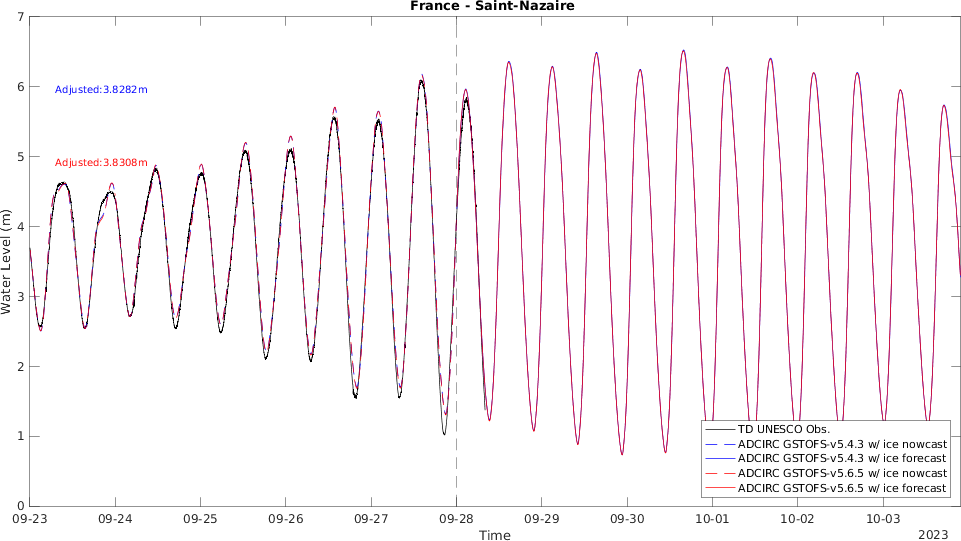 France - Saint-Nazaire
7
6
5
4
3
2
1
0
Water Level (m)
Adjusted:3.8282m
Adjusted:3.8308m
TD UNESCO Obs.
ADCIRC GSTOFS-v5.4.3 w/ ice nowcast
ADCIRC GSTOFS-v5.4.3 w/ ice forecast
ADCIRC GSTOFS-v5.6.5 w/ ice nowcast
ADCIRC GSTOFS-v5.6.5 w/ ice forecast
09-23 09-24 09-25 09-26 09-27 09-28 09-29 09-30 10-01 10-02 10-03
Time
2023